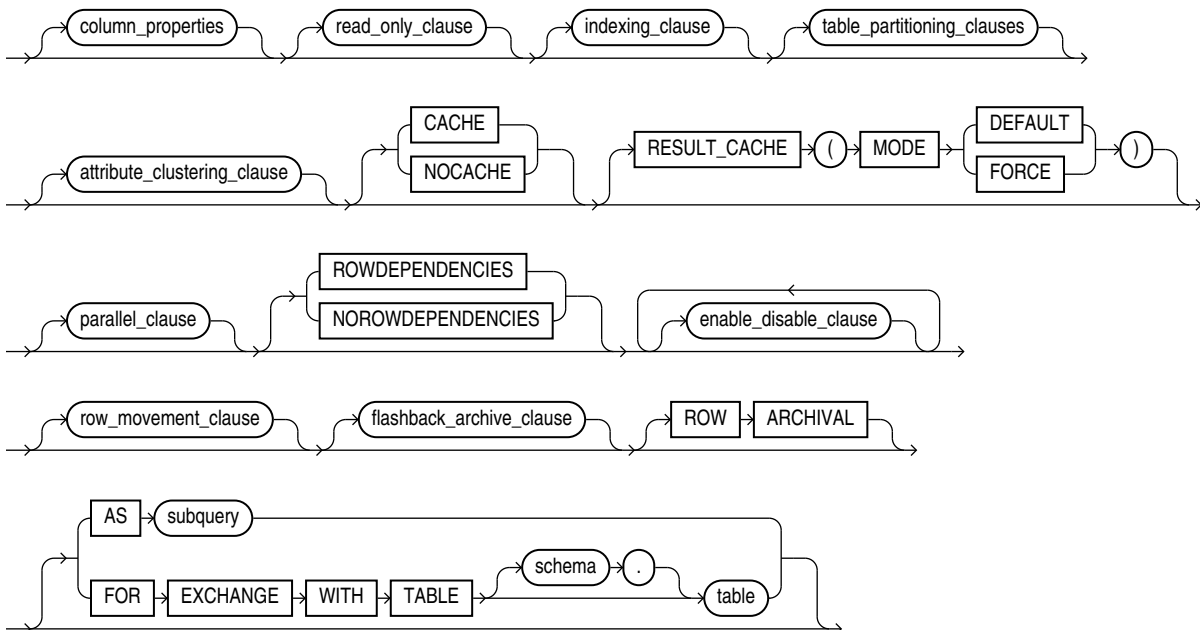 column_properties read_only_clause indexing_clause table_partitioning_clauses
CACHE DEFAULT
attribute_clustering_clause RESULT_CACHE ( MODE )
NOCACHE FORCE
ROWDEPENDENCIES
parallel_clause enable_disable_clause
NOROWDEPENDENCIES
row_movement_clause flashback_archive_clause ROW ARCHIVAL
AS subquery
schema .
FOR EXCHANGE WITH TABLE table